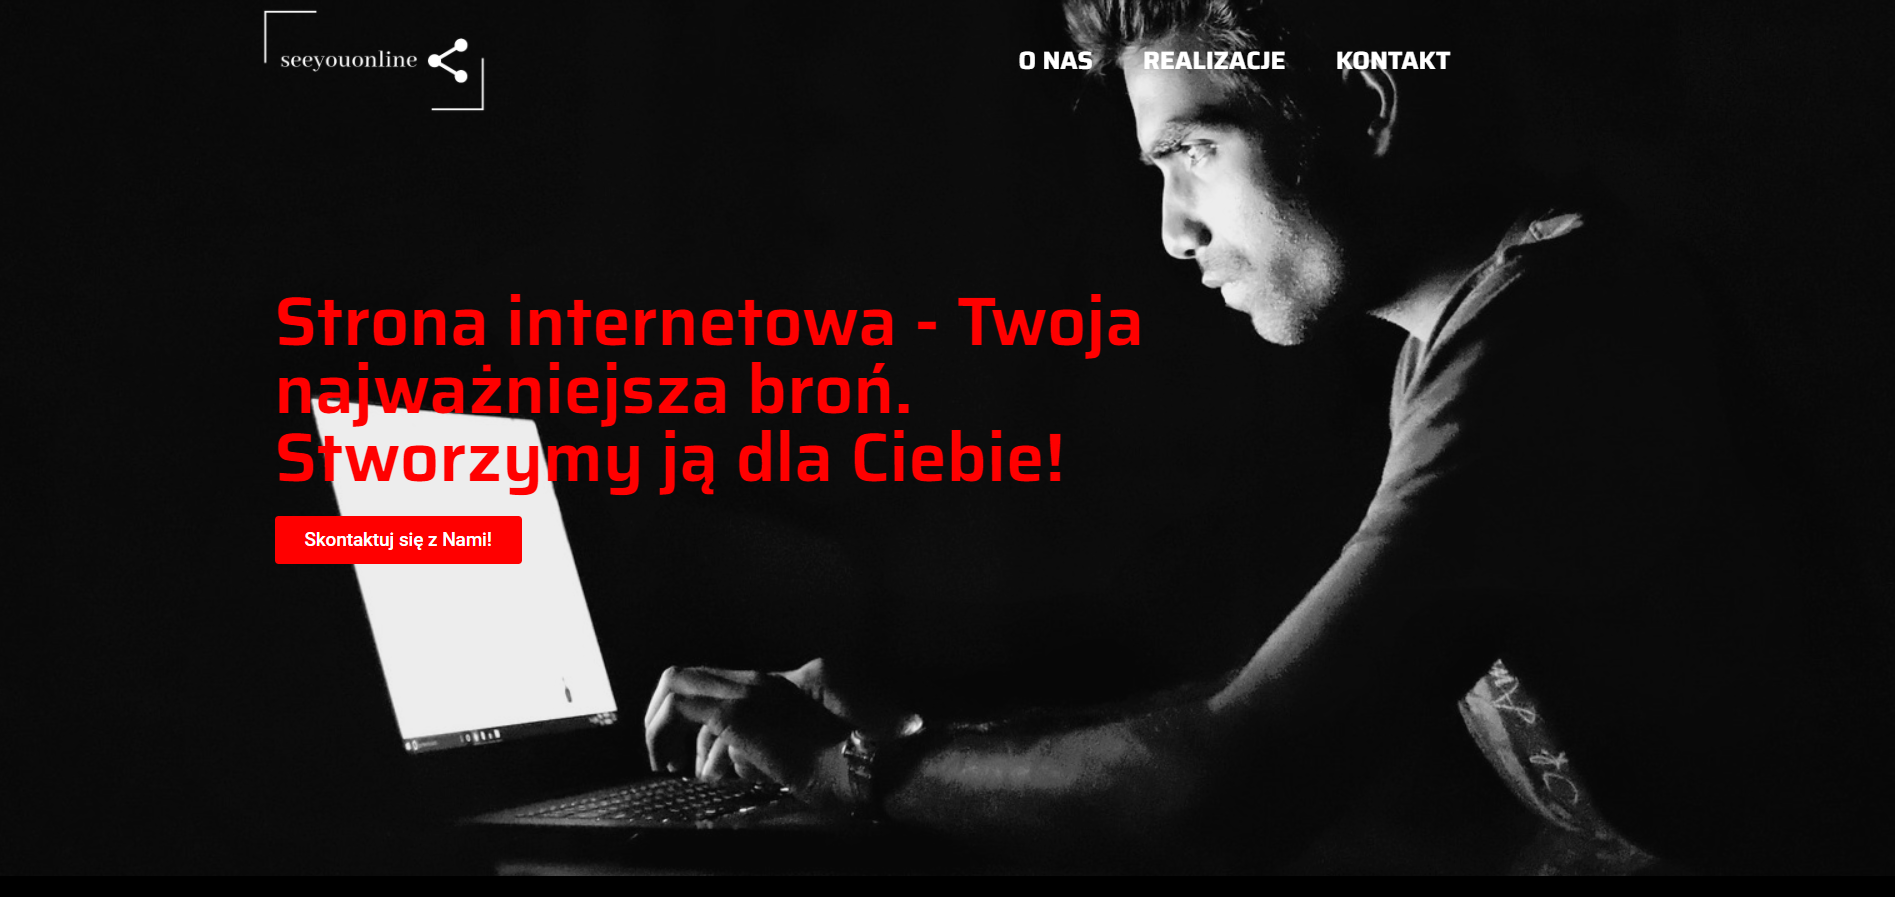 seeyouonline
O NAS REALIZACJE KONTAKT
Strona internetowa - Twoja
najważniejsza broń.
Stworzymy ją dla Ciebie!
Skontaktuj się z Nami!